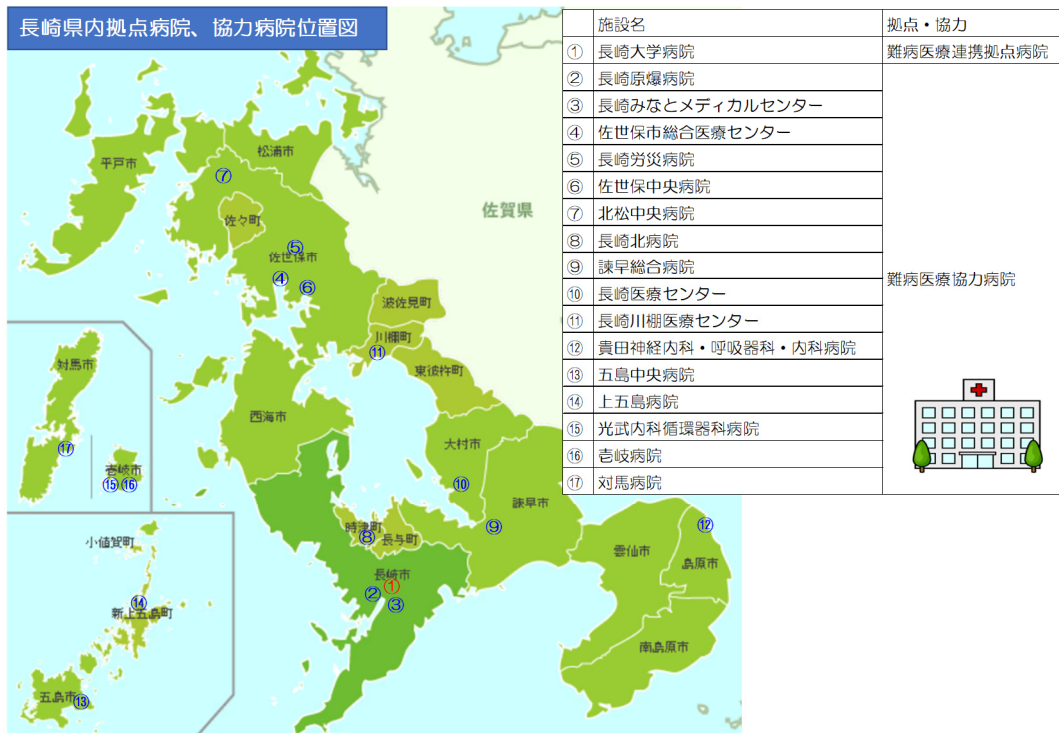 長崎県内拠点病院、協力病院位置図
施設名 拠点・協力
① 長崎大学病院 難病医療連携拠点病院
② 長崎原爆病院
③ 長崎みなとメディカルセンター
④ 佐世保市総合医療センター
⑤ 長崎労災病院
⑥ 佐世保中央病院
⑦ 北松中央病院
⑧ 長崎北病院
⑨ 諫早総合病院
難病医療協力病院
⑩ 長崎医療センター
⑪ 長崎川棚医療センター
⑫ 貴田神経内科・呼吸器科・内科病院
⑬ 五島中央病院
⑭ 上五島病院
⑮ 光武内科循環器科病院
⑯ 壱岐病院
⑰ 対馬病院
松浦市
平戸市
⑦
佐々町
佐賀県
⑤
佐世保市
④
⑥
波佐見町
川棚町
⑪
東彼杵町
対馬市
⑰
壱岐市
⑮ ⑯
西海市
大村市
⑩
諫早市
⑨
⑫
島原市
雲仙市
南島原市
時津町
⑧
長与町
長崎市
①
②
③
小値賀町
⑭
新上五島町
五島市
⑬